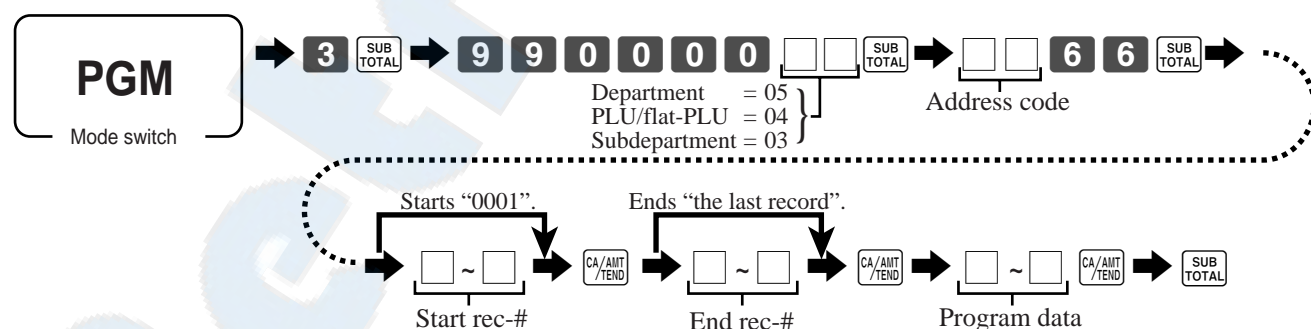 PGM
Mode switch
3 SUB TOTAL 9 9 0 0 0 0 SUB TOTAL 6 6 SUB TOTAL
Department = 05
PLU/flat-PLU = 04
Subdepartment = 03
Address code
Starts “0001”. Ends “the last record”.
~ CA/AMT /TEND ~ CA/AMT /TEND ~ CA/AMT /TEND SUB TOTAL
Start rec-# End rec-# Program data